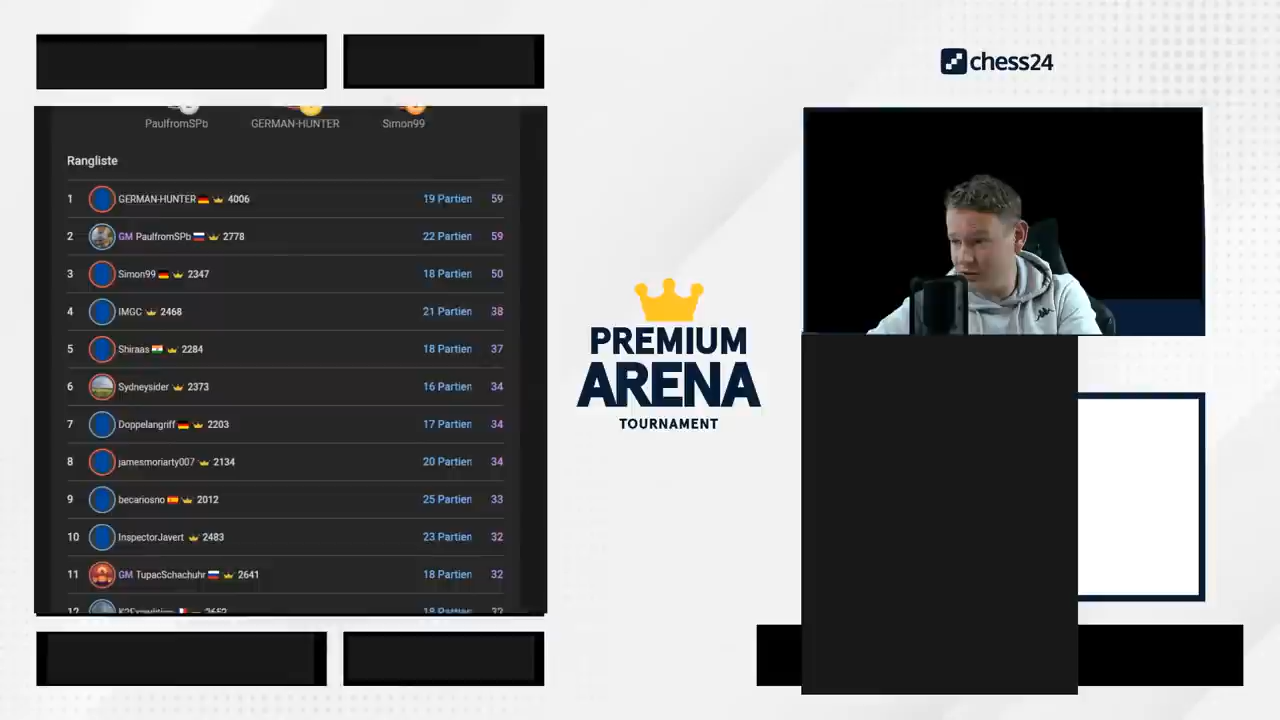 chess24
PaulfromSPb GERMAN-HUNTER Simon99
Rangliste
1 GERMAN-HUNTER 4006 19 Partien 59
2 GM PaulfromSPb 2778 22 Partien 59
3 Simon99 2347 18 Partien 50
4 IMGC 2468 21 Partien 38
5 Shiraas 2284 18 Partien 37
6 Sydneysider 2373 16 Partien 34
7 Doppelangriff 2203 17 Partien 34
8 jamesmoriarty007 2134 20 Partien 34
9 becariosno 2012 25 Partien 33
10 InspectorJavert 2483 23 Partien 32
11 GM TupacSchachuhr 2641 18 Partien 32
12 18 Partien 32
PREMIUM
ARENA
TOURNAMENT